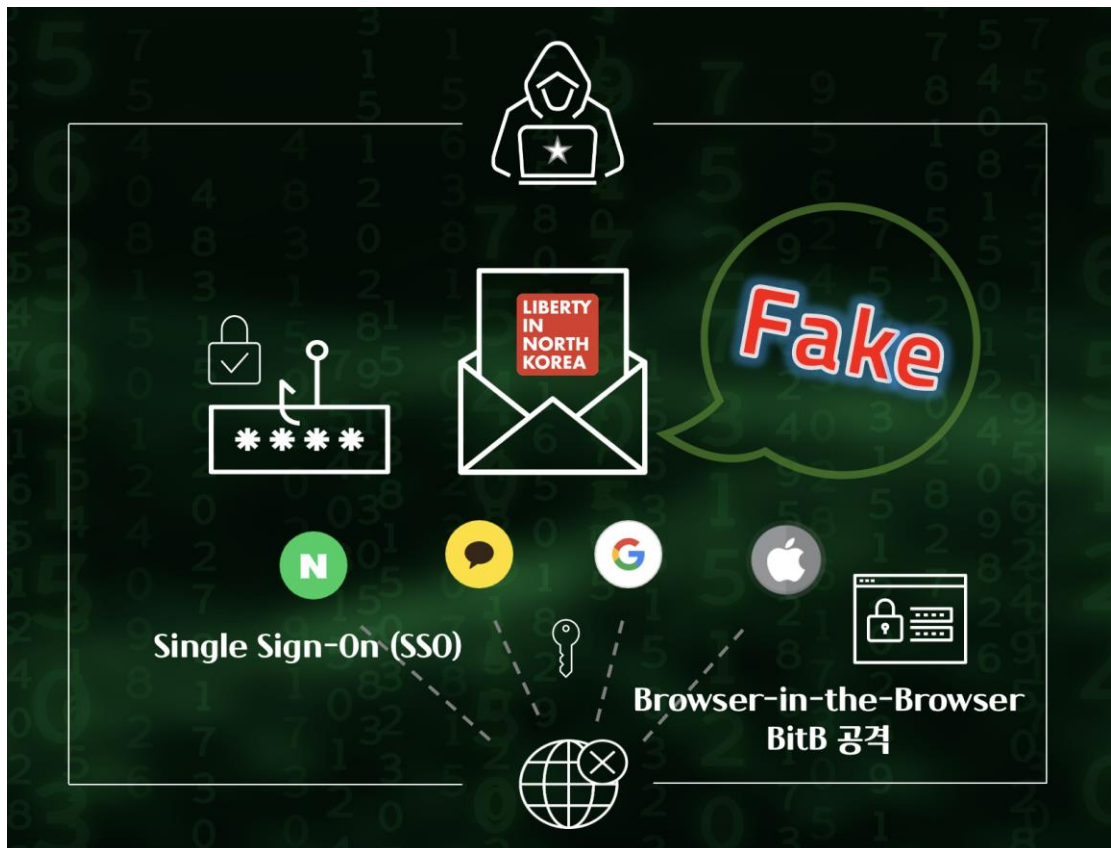 LIBERTY
IN
NORTH
KOREA
Fake
****
N
G
Single Sign-On (SSO)
Browser-in-the-Browser
BitB 공격